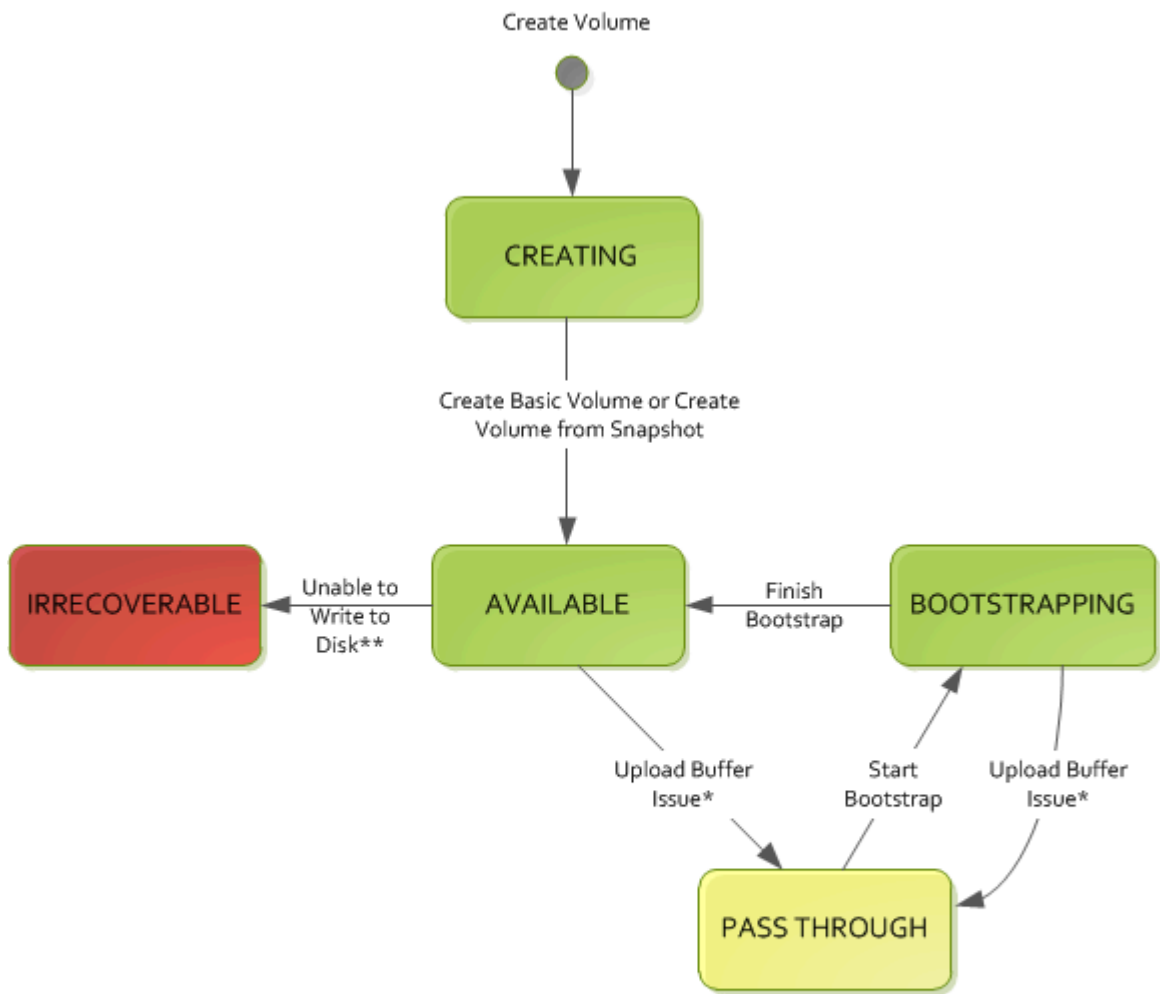 Create Volume
CREATING
Create Basic Volume or Create
Volume from Snapshot
IRRECOVERABLE
Unable to
Write to
Disk**
AVAILABLE
Finish
Bootstrap
BOOTSTRAPPING
Upload Buffer
Issue*
Start
Bootstrap
Upload Buffer
Issue*
PASS THROUGH